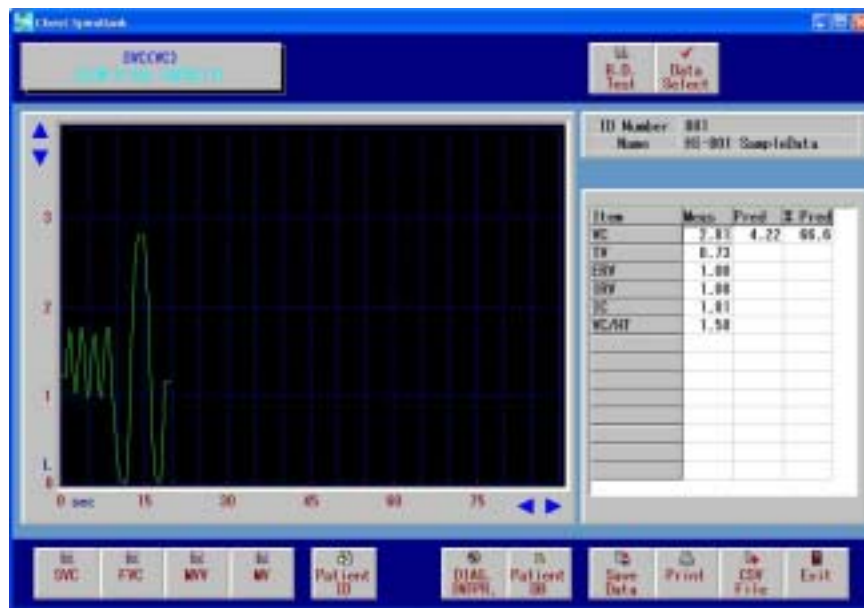 Chest Spirollink
SVC(VC)
B.D. Test
Data Select
ID Number 001
Name HI-801 SampleData
Item Meas Pred % Pred
VC 2.81 4.22 66.6
TV 0.73
ERV 1.00
IRV 1.08
IC 1.81
VC/HT 1.58
3
2
1
L
0
0 sec 15 30 45 60 75
SVC
FVC
MVV
MV
Patient ID
DIAG. INTPR.
Patient DB
Save Data
Print
CSV File
Exit